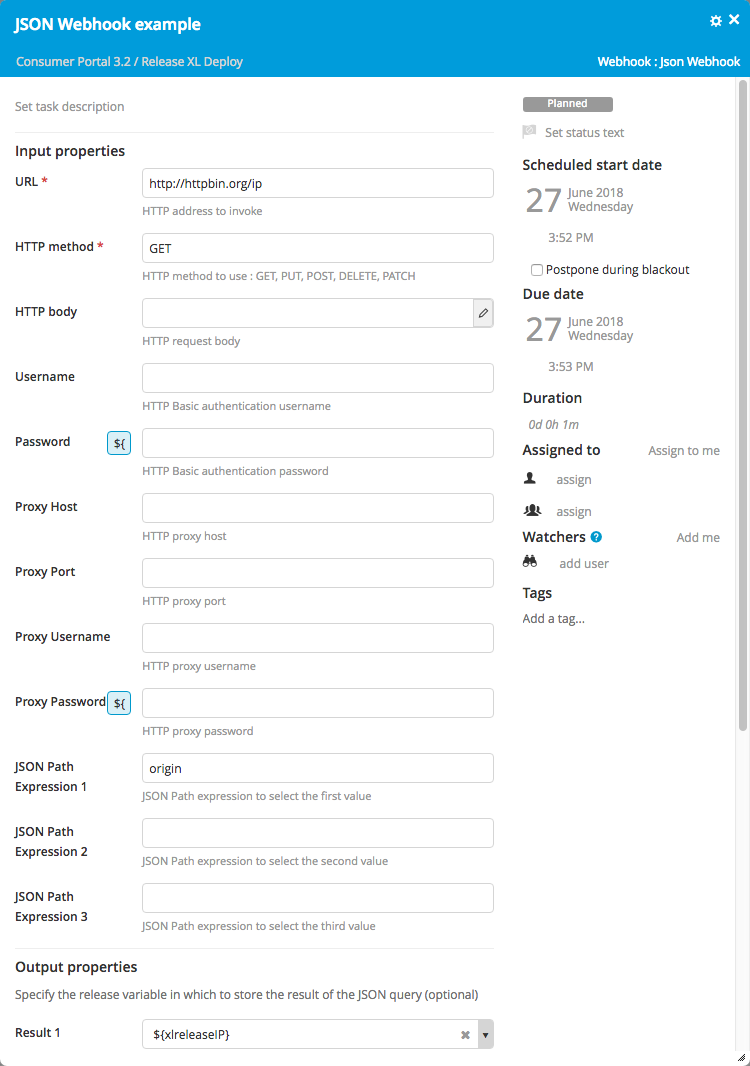 JSON Webhook example
Consumer Portal 3.2 / Release XL Deploy
Webhook : Json Webhook
Set task description
Input properties
URL *
http://httpbin.org/ip
HTTP address to invoke
HTTP method *
GET
HTTP method to use : GET, PUT, POST, DELETE, PATCH
HTTP body
HTTP request body
Username
HTTP Basic authentication username
Password
${
HTTP Basic authentication password
Proxy Host
HTTP proxy host
Proxy Port
HTTP proxy port
Proxy Username
HTTP proxy username
Proxy Password
${
HTTP proxy password
JSON Path
Expression 1
origin
JSON Path expression to select the first value
JSON Path
Expression 2
JSON Path expression to select the second value
JSON Path
Expression 3
JSON Path expression to select the third value
Output properties
Specify the release variable in which to store the result of the JSON query (optional)
Result 1
${xlreleaseIP}
Planned
Set status text
Scheduled start date
27
June 2018
Wednesday
3:52 PM
Postpone during blackout
Due date
27
June 2018
Wednesday
3:53 PM
Duration
0d 0h 1m
Assigned to
Assign to me
assign
assign
Watchers ?
Add me
add user
Tags
Add a tag...